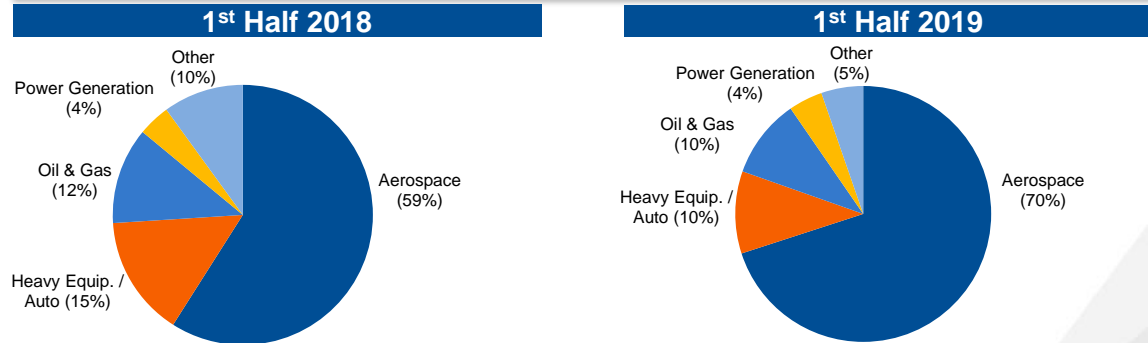 1st Half 2018
Other
(10%)
Power Generation
(4%)
Oil & Gas
(12%)
Heavy Equip. /
Auto (15%)
Aerospace
(59%)
1st Half 2019
Other
(5%)
Power Generation
(4%)
Oil & Gas
(10%)
Heavy Equip. /
Auto (10%)
Aerospace
(70%)